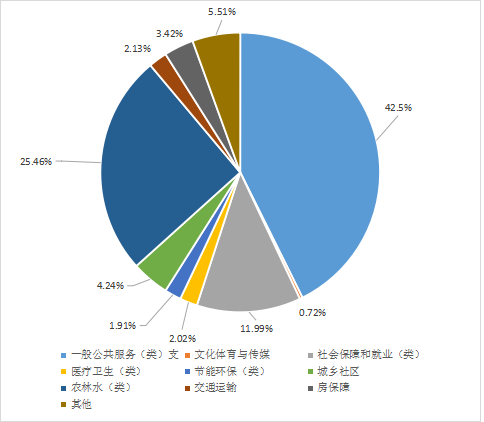 5.51%
3.42%
2.13%
42.5%
25.46%
4.24%
1.91%
2.02%
11.99%
0.72%
一般公共服务（类）支 文化体育与传媒 社会保障和就业（类）
医疗卫生（类） 节能环保（类） 城乡社区
农林水（类） 交通运输 房保障
其他